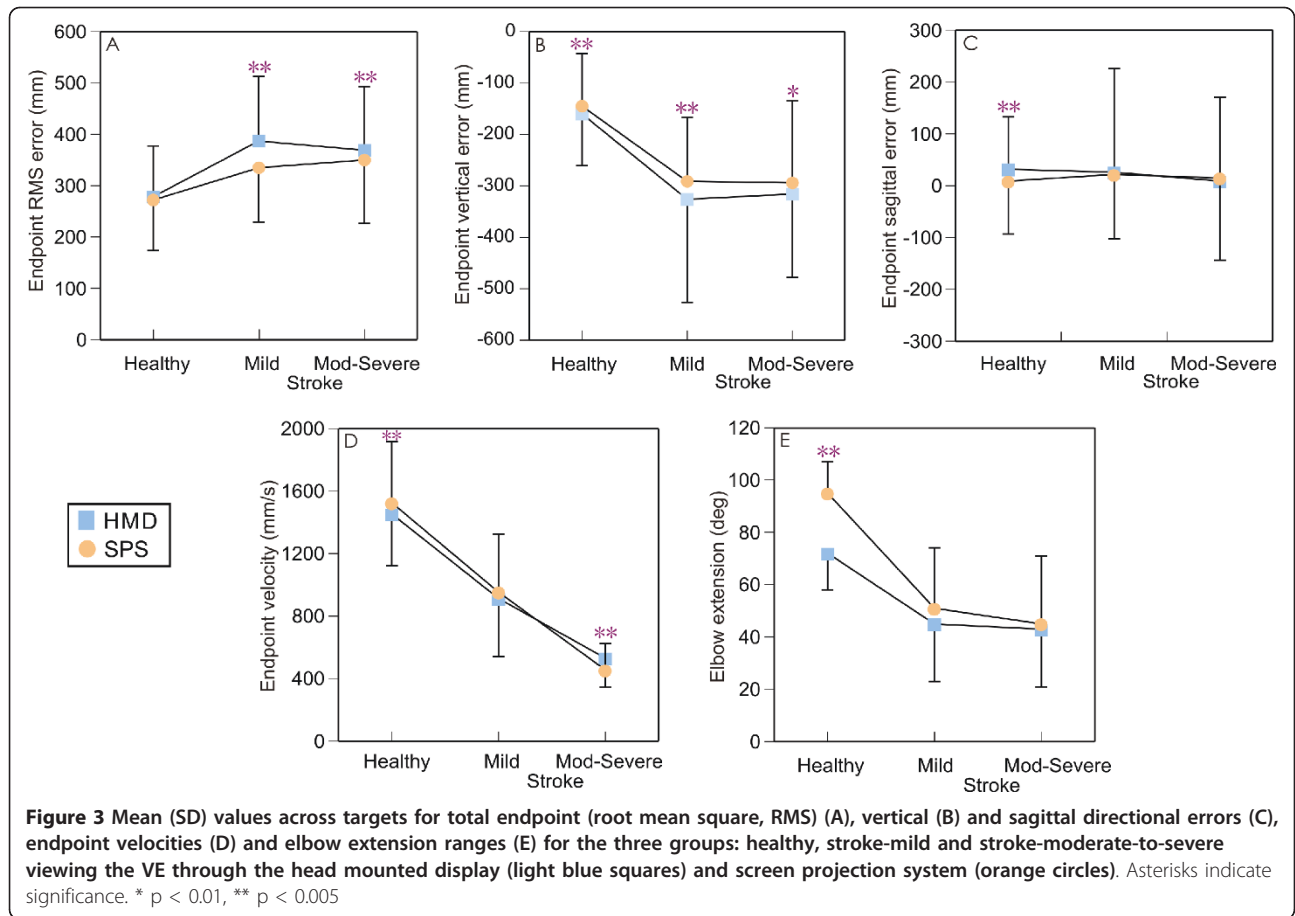 A
600
500
400
300
200
100
0
Endpoint RMS error (mm)
**
**
Healthy
Mild
Mod-Severe
Stroke
B
0
-100
-200
-300
-400
-500
-600
Endpoint vertical error (mm)
**
**
*
Healthy
Mild
Mod-Severe
Stroke
C
300
200
100
0
-100
-200
-300
Endpoint sagittal error (mm)
**
Healthy
Mild
Mod-Severe
Stroke
HMD
SPS
D
2000
1600
1200
800
400
0
Endpoint velocity (mm/s)
**
**
Healthy
Mild
Mod-Severe
Stroke
E
120
100
80
60
40
20
0
Elbow extension (deg)
**
Healthy
Mild
Mod-Severe
Stroke
Figure 3 Mean (SD) values across targets for total endpoint (root mean square, RMS) (A), vertical (B) and sagittal directional errors (C),
endpoint velocities (D) and elbow extension ranges (E) for the three groups: healthy, stroke-mild and stroke-moderate-to-severe
viewing the VE through the head mounted display (light blue squares) and screen projection system (orange circles). Asterisks indicate
significance. * p < 0.01, ** p < 0.005